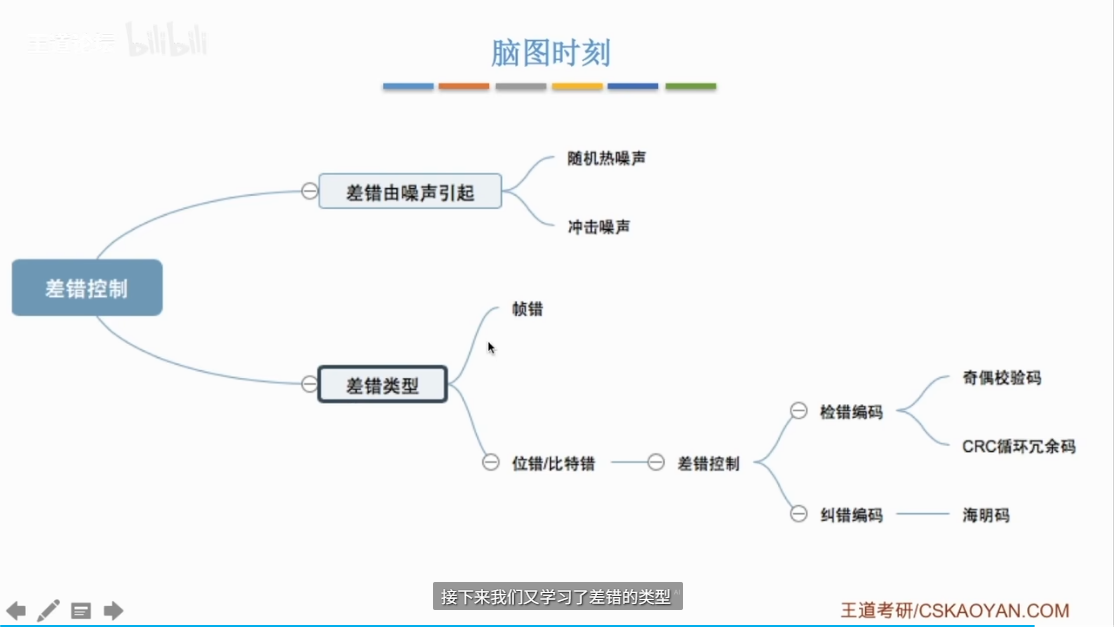 bilibili
脑图时刻
随机热噪声
差错由噪声引起
冲击噪声
差错控制
帧错
差错类型
奇偶校验码
检错编码
CRC循环冗余码
位错/比特错
差错控制
纠错编码
海明码
接下来我们又学习了差错的类型
王道考研/CSKAOYAN.COM